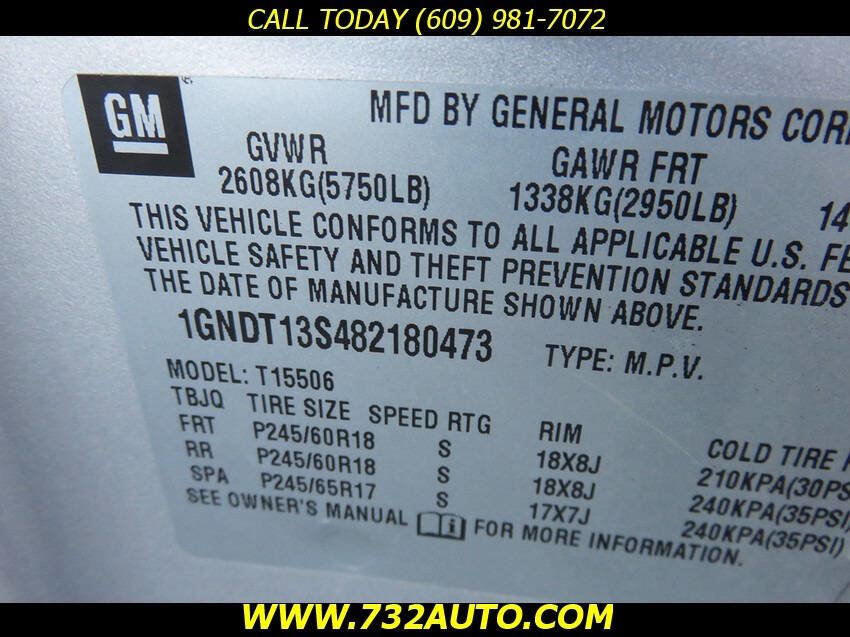 CALL TODAY (609) 981-7072
GM
MFD BY GENERAL MOTORS
GVWR GAWR FRT
2608KG(5750LB) 1338KG(2950LB) 14
THIS VEHICLE CONFORMS TO ALL APPLICABLE U.S.
VEHICLE SAFETY AND THEFT PREVENTION STANDARDS
THE DATE OF MANUFACTURE SHOWN ABOVE.
1GNDT13S482180473 TYPE: M.P.V.
MODEL: T15506
TBJQ TIRE SIZE SPEED RTG RIM COLD TIRE
FRT P245/60R18 S 18X8J 210KPA(30PS
RR P245/60R18 S 18X8J 240KPA(35PSI)
SPA P245/65R17 S 17X7J 240KPA(35PSI)
SEE OWNER'S MANUAL FOR MORE INFORMATION.
WWW.732AUTO.COM